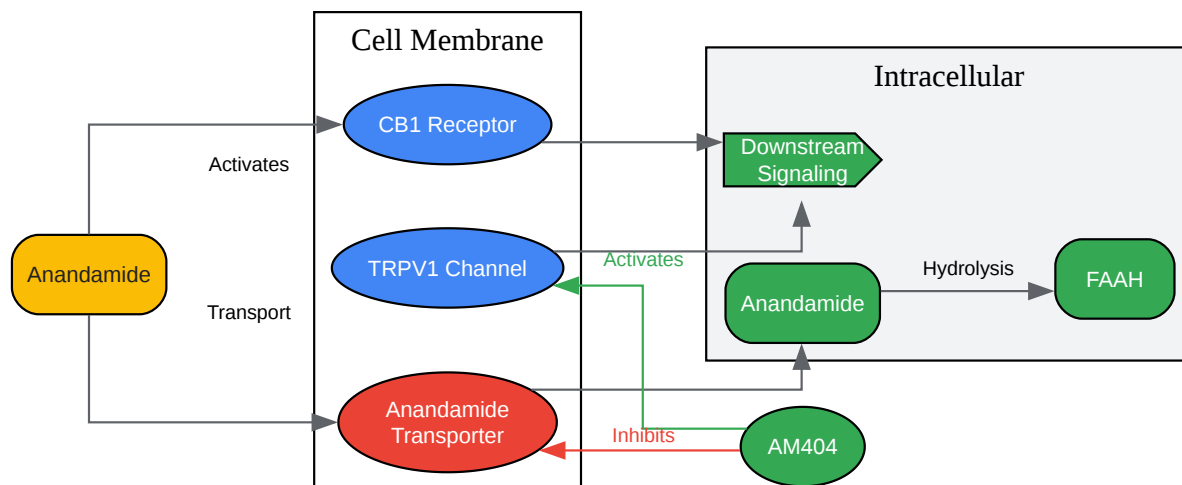 Cell Membrane
Intracellular
CB1 Receptor
Downstream
Signaling
Activates
TRPV1 Channel
Activates
Anandamide
Hydrolysis
FAAH
Anandamide
Transport
Anandamide
Transporter
Inhibits
AM404